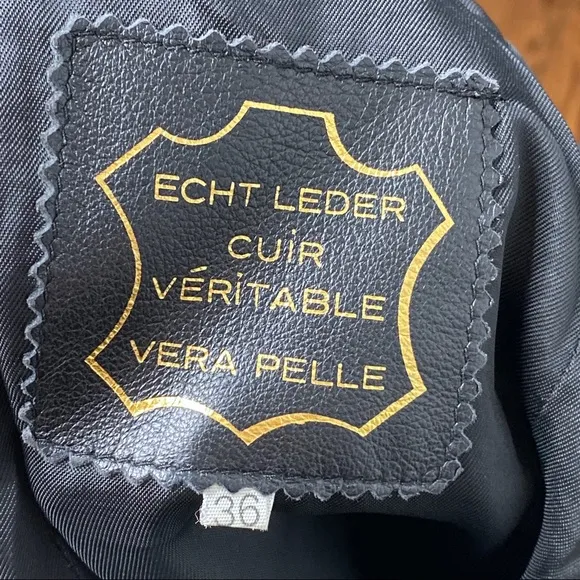 ECHT LEDER
CUiR
VÉRiTABLE
VERA PELLE
36